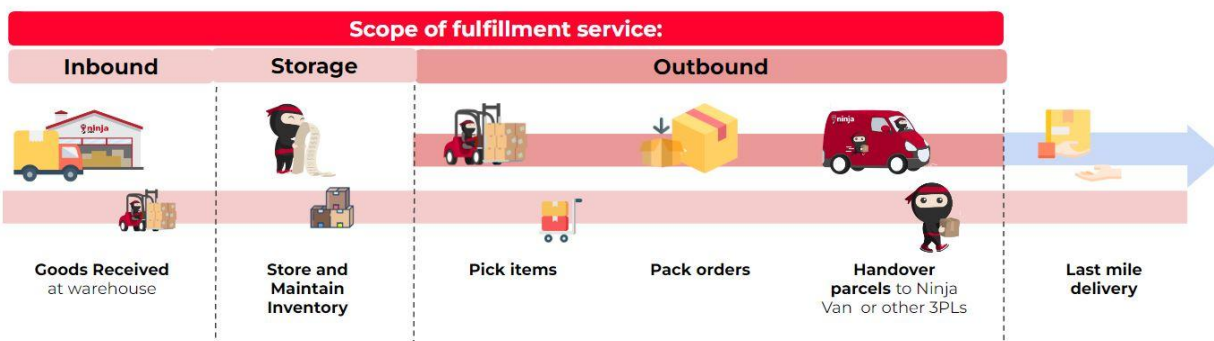 Scope of fulfillment service:
Inbound
Storage
Outbound
ninja
ninja
Goods Received
at warehouse
Store and
Maintain
Inventory
Pick items
Pack orders
Handover
parcels to Ninja
Van or other 3PLs
Last mile
delivery